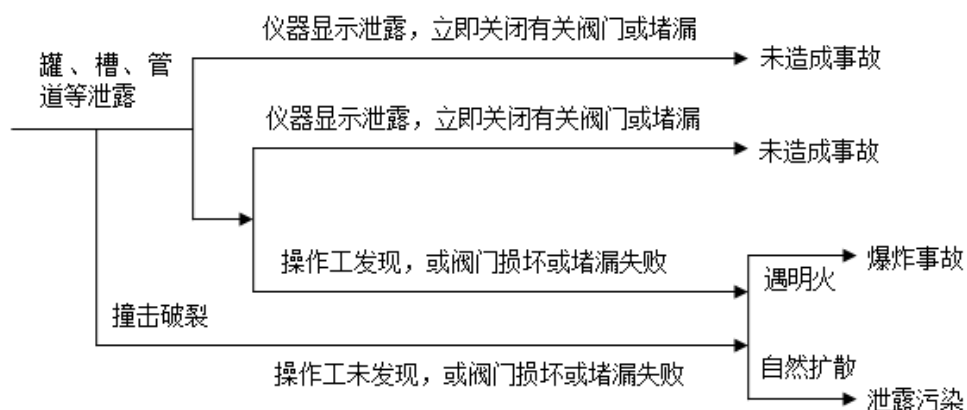 仪器显示泄露，立即关闭有关阀门或堵漏
罐、槽、管
道等泄露
未造成事故
仪器显示泄露，立即关闭有关阀门或堵漏
未造成事故
操作工发现，或阀门损坏或堵漏失败
爆炸事故
遇明火
撞击破裂
操作工未发现，或阀门损坏或堵漏失败
自然扩散
泄露污染